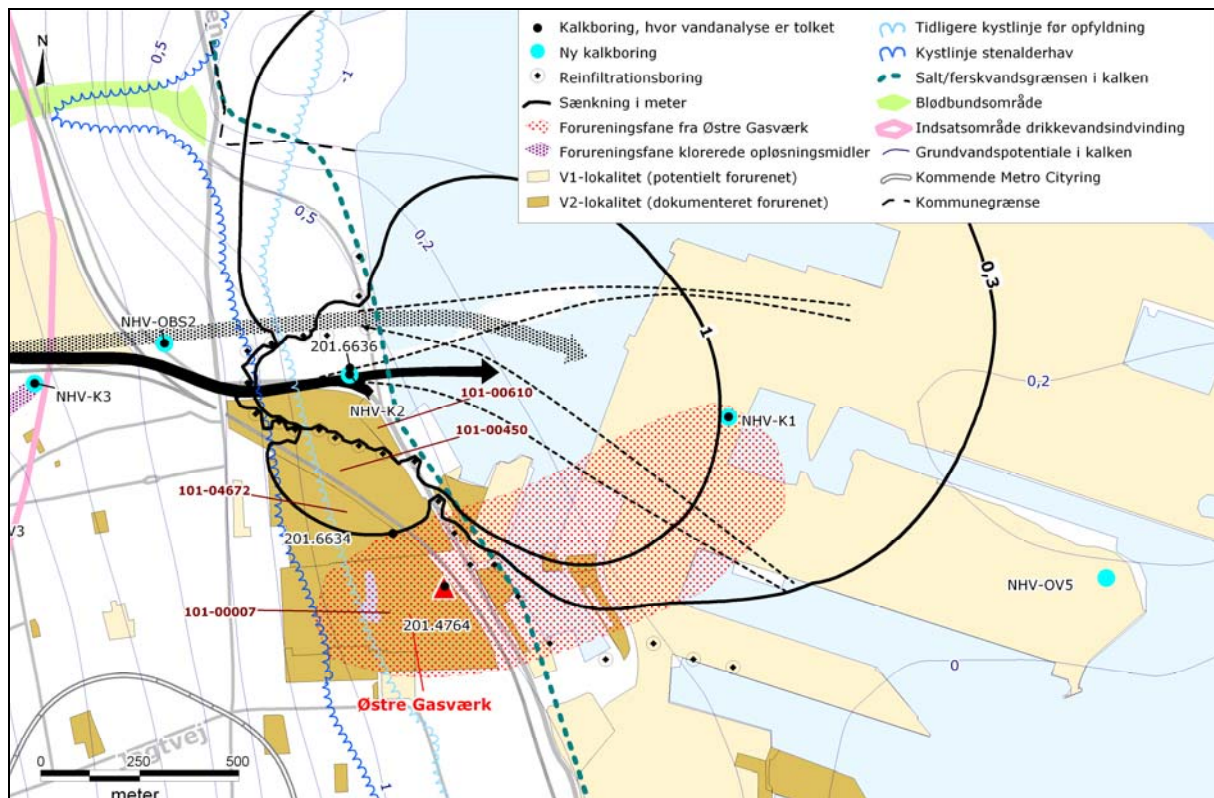 Kalkboring, hvor vandanalyse er tolket
Ny kalkboring
Reinfiltrationsboring
Sænkning i meter
Forureningsfane fra Østre Gasværk
Forureningsfane klorerede opløsningsmidler
V1-lokalitet (potentielt forurenet)
V2-lokalitet (dokumenteret forurenet)
Tidligere kystlinje før opfyldning
Kystlinje stenalderhav
Salt/ferskvandsgrænsen i kalken
Blødbundsområde
Indsatsområde drikkevandsindvinding
Grundvandspotentiale i kalken
Kommende Metro Cityring
Kommunegrænse
N
0,5
-1
0,5
0,2
0,3
1
NHV-OBS2
201.6636
NHV-K3
NHV-K2
101-00610
0,2
NHV-K1
101-00450
101-04672
V3
201.6634
NHV-OV5
101-00007
201.4764
0
Østre Gasværk
Jagtvej
1
0 250 500
meter